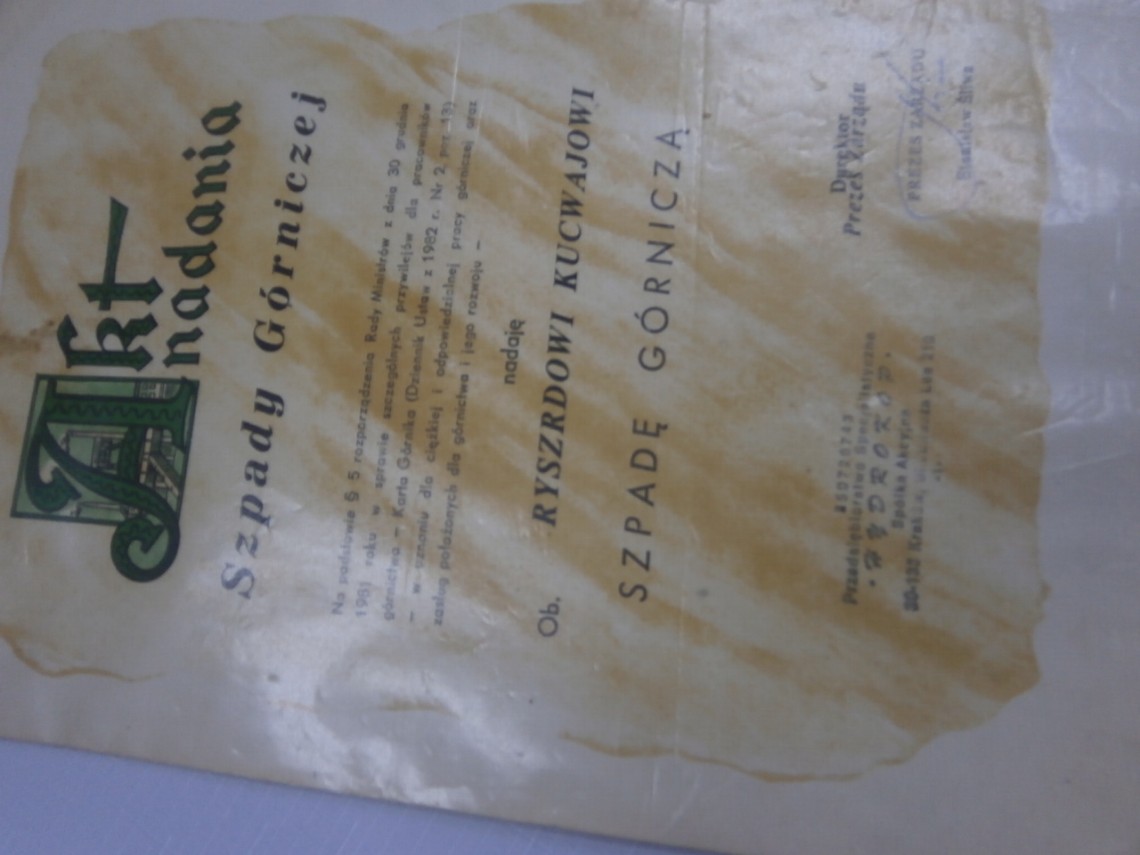 Akt
nadania
Szpady Górniczej
Na podstawie § 5 rozporządzenia Rady Ministrów z dnia 30 grudnia
1981 roku w sprawie szczególnych przywilejów dla pracowników
górnictwa – Karta Górnika (Dziennik Ustaw z 1982 r. Nr 2, poz. 13)
– w uznaniu dla ciężkiej i odpowiedzialnej pracy górniczej oraz
zasług położonych dla górnictwa i jego rozwoju –
nadaję
Ob. RYSZRDOWI KUCWAJOWI
SZPADĘ GÓRNICZĄ
Przedsiębiorstwo
Spółka Akcyjna
Dyrektor
Prezes Zarządu
PREZES ZARZĄDU